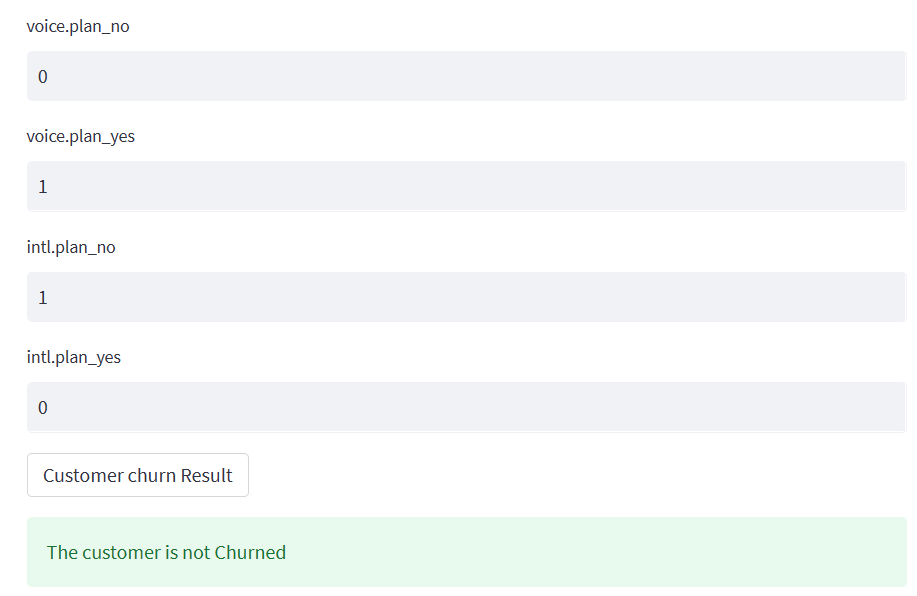 voice.plan_no
0
voice.plan_yes
1
intl.plan_no
1
intl.plan_yes
0
Customer churn Result
The customer is not Churned